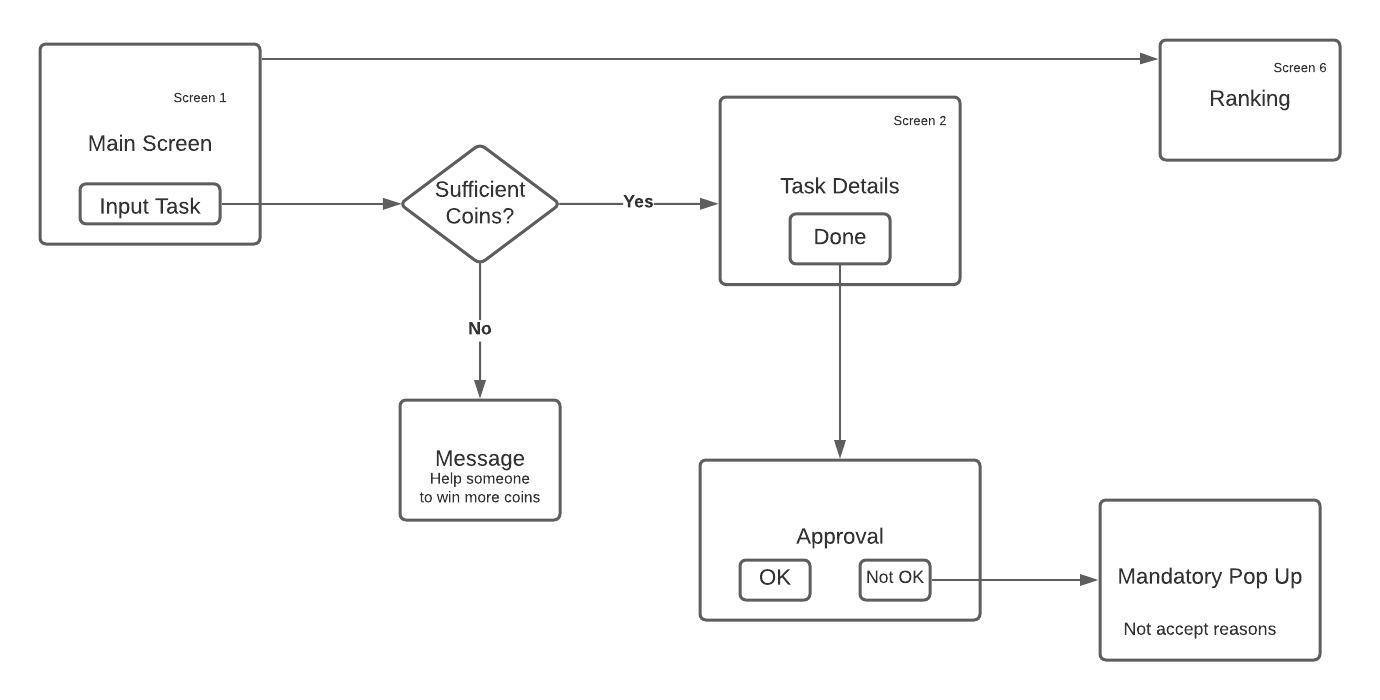 Screen 1
Main Screen
Input Task
Sufficient
Coins?
Yes
No
Message
Help someone
to win more coins
Screen 2
Task Details
Done
Screen 6
Ranking
Approval
OK
Not OK
Mandatory Pop Up
Not accept reasons